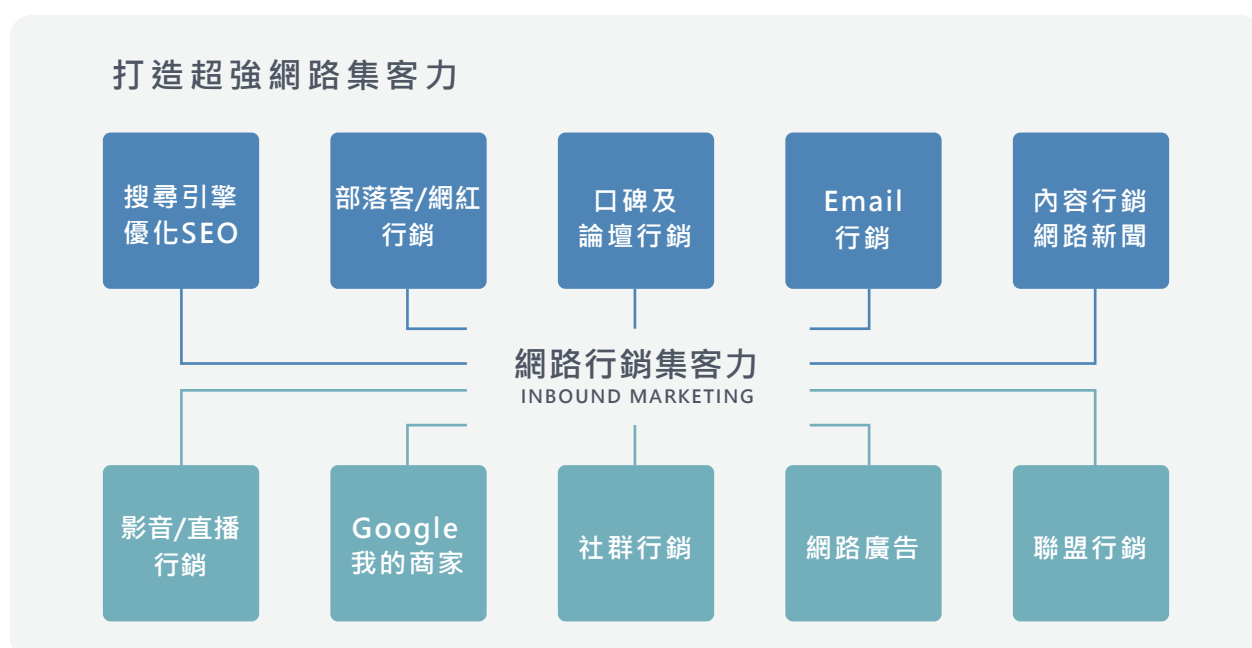 打造超強網路集客力
搜尋引擎
優化SEO
部落客/網紅
行銷
口碑及
論壇行銷
Email
行銷
內容行銷
網路新聞
網路行銷集客力
INBOUND MARKETING
影音/直播
行銷
Google
我的商家
社群行銷
網路廣告
聯盟行銷